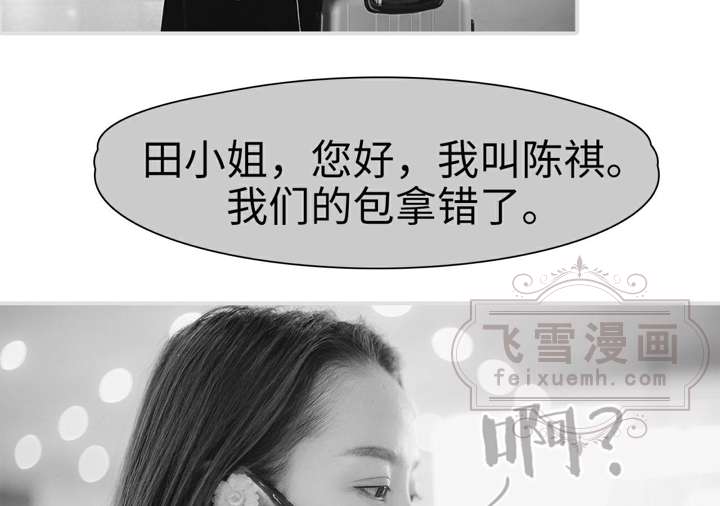 田小姐，您好，我叫陈祺。
我们的包拿错了。
飞雪漫画
feixuemh.com
啊？